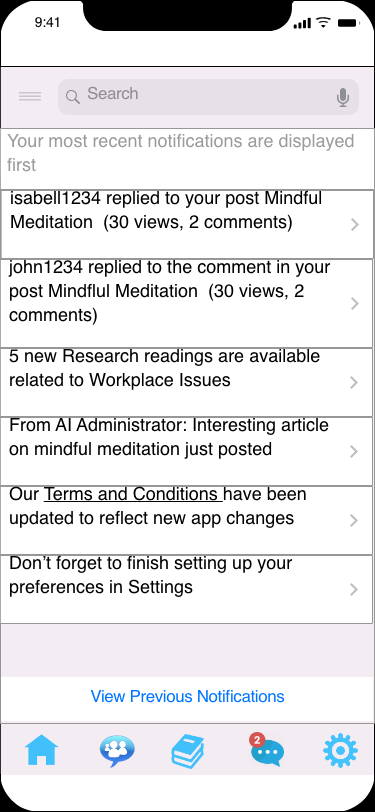 9:41
Search
Your most recent notifications are displayed
first
isabell1234 replied to your post Mindful
Meditation  (30 views, 2 comments)
john1234 replied to the comment in your
post Mindflul Meditation  (30 views, 2
comments)
5 new Research readings are available
related to Workplace Issues
From AI Administrator: Interesting article
on mindful meditation just posted
Our Terms and Conditions have been
updated to reflect new app changes
Don’t forget to finish setting up your
preferences in Settings
View Previous Notifications
2